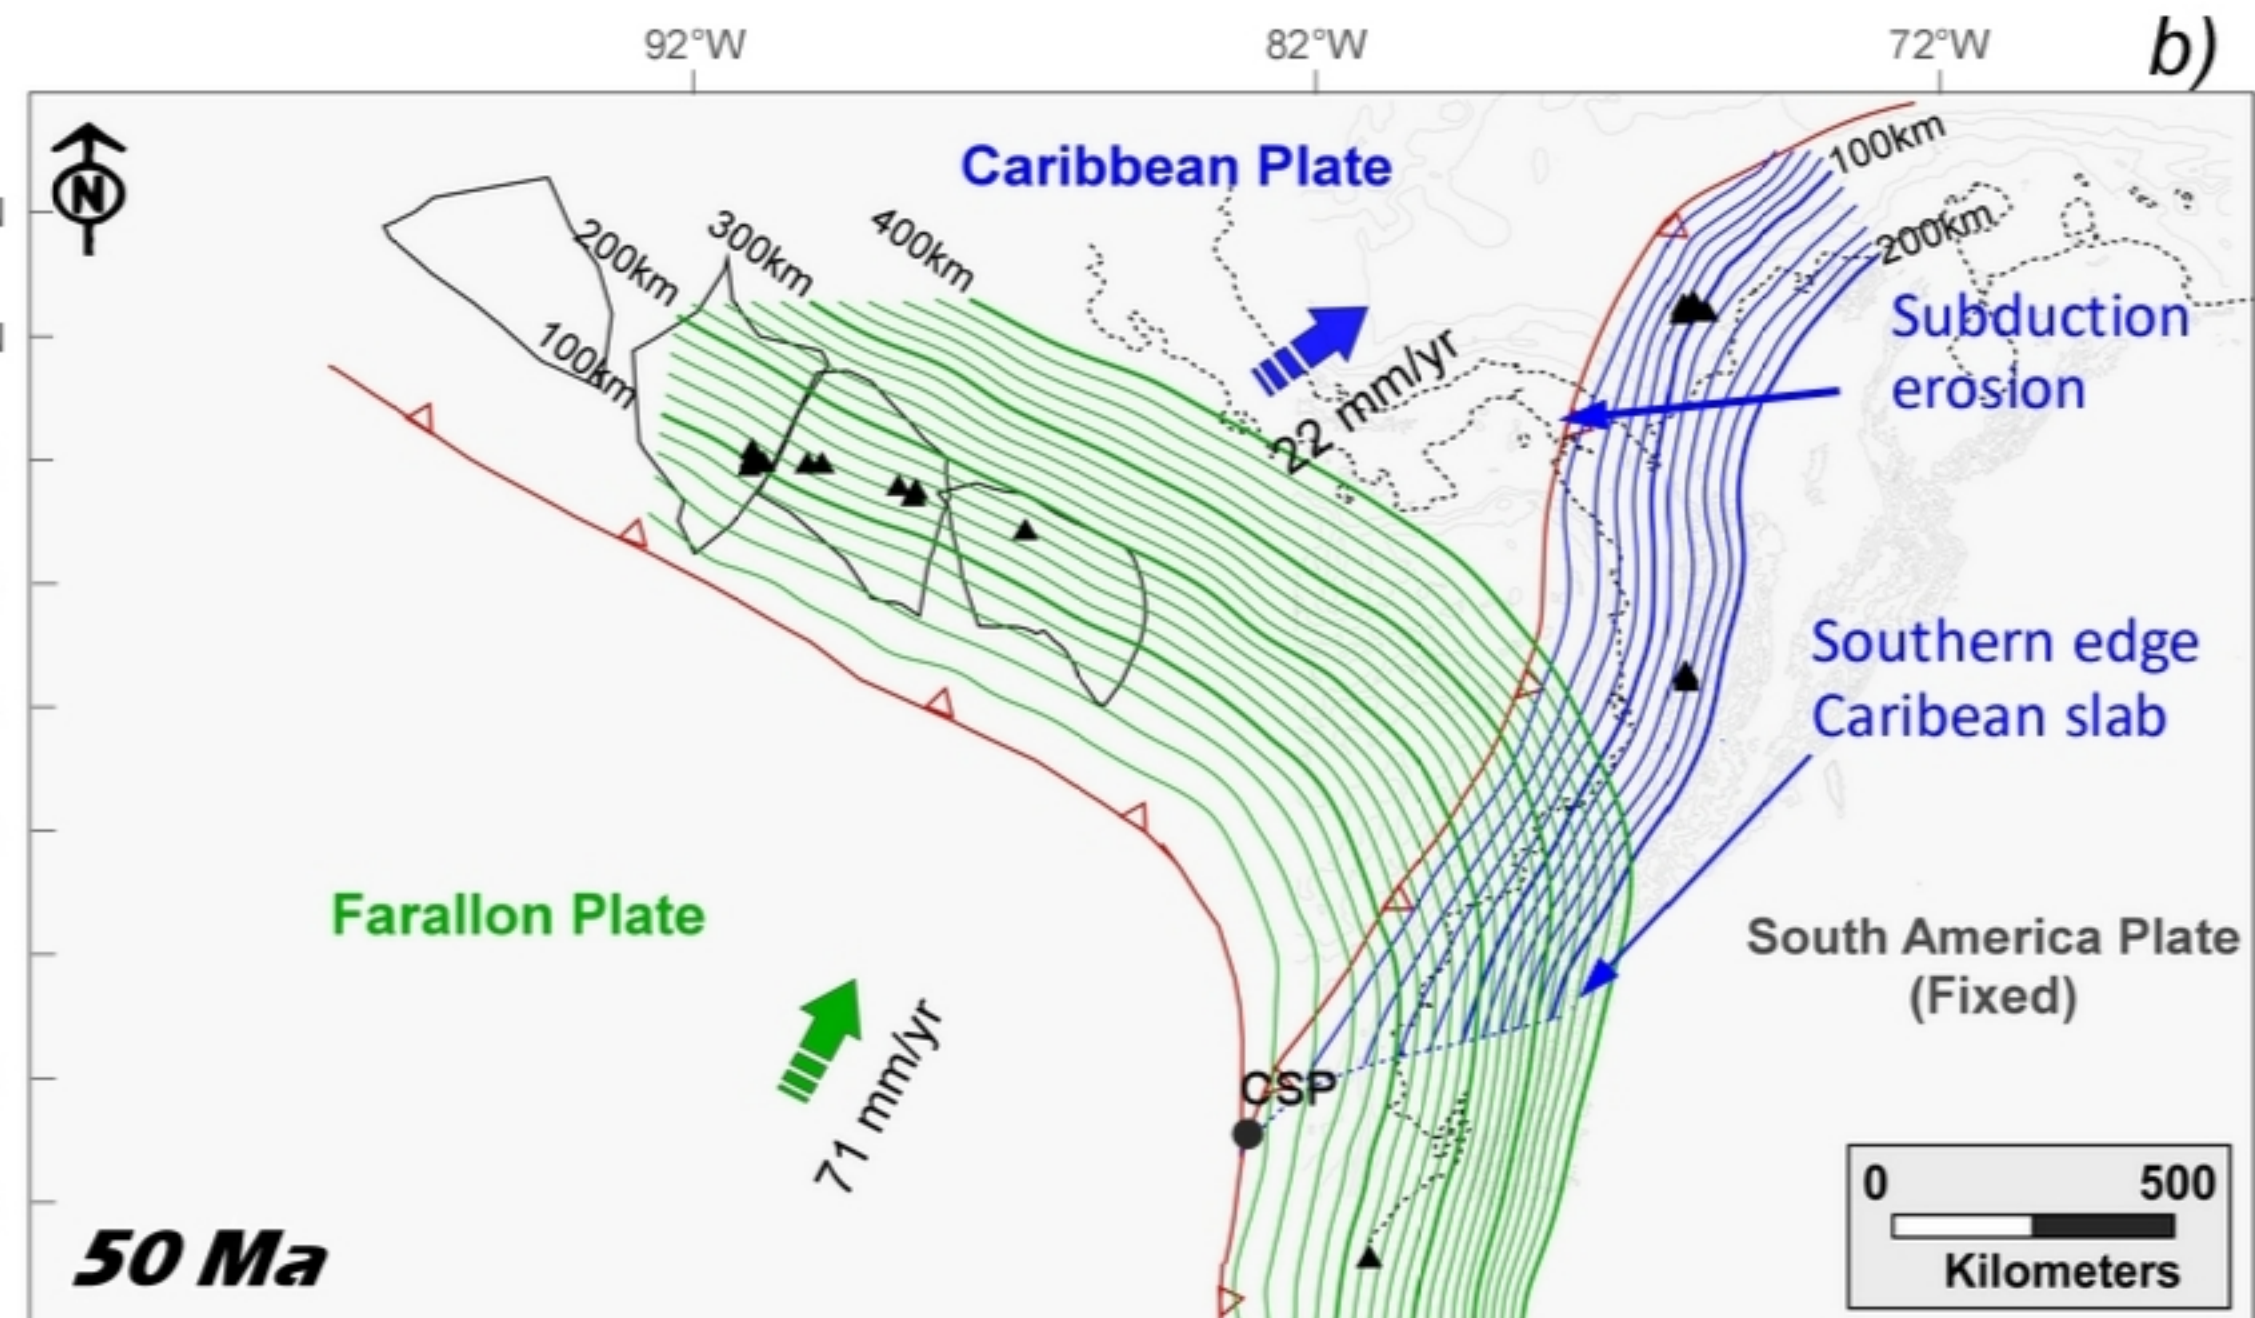 92°W
82°W
72°W
b)
N
Caribbean Plate
100km
200km
300km
400km
200km
100km
22 mm/yr
Subduction
erosion
Southern edge
Caribean slab
Farallon Plate
71 mm/yr
South America Plate
(Fixed)
CSP
50 Ma
0 500
Kilometers